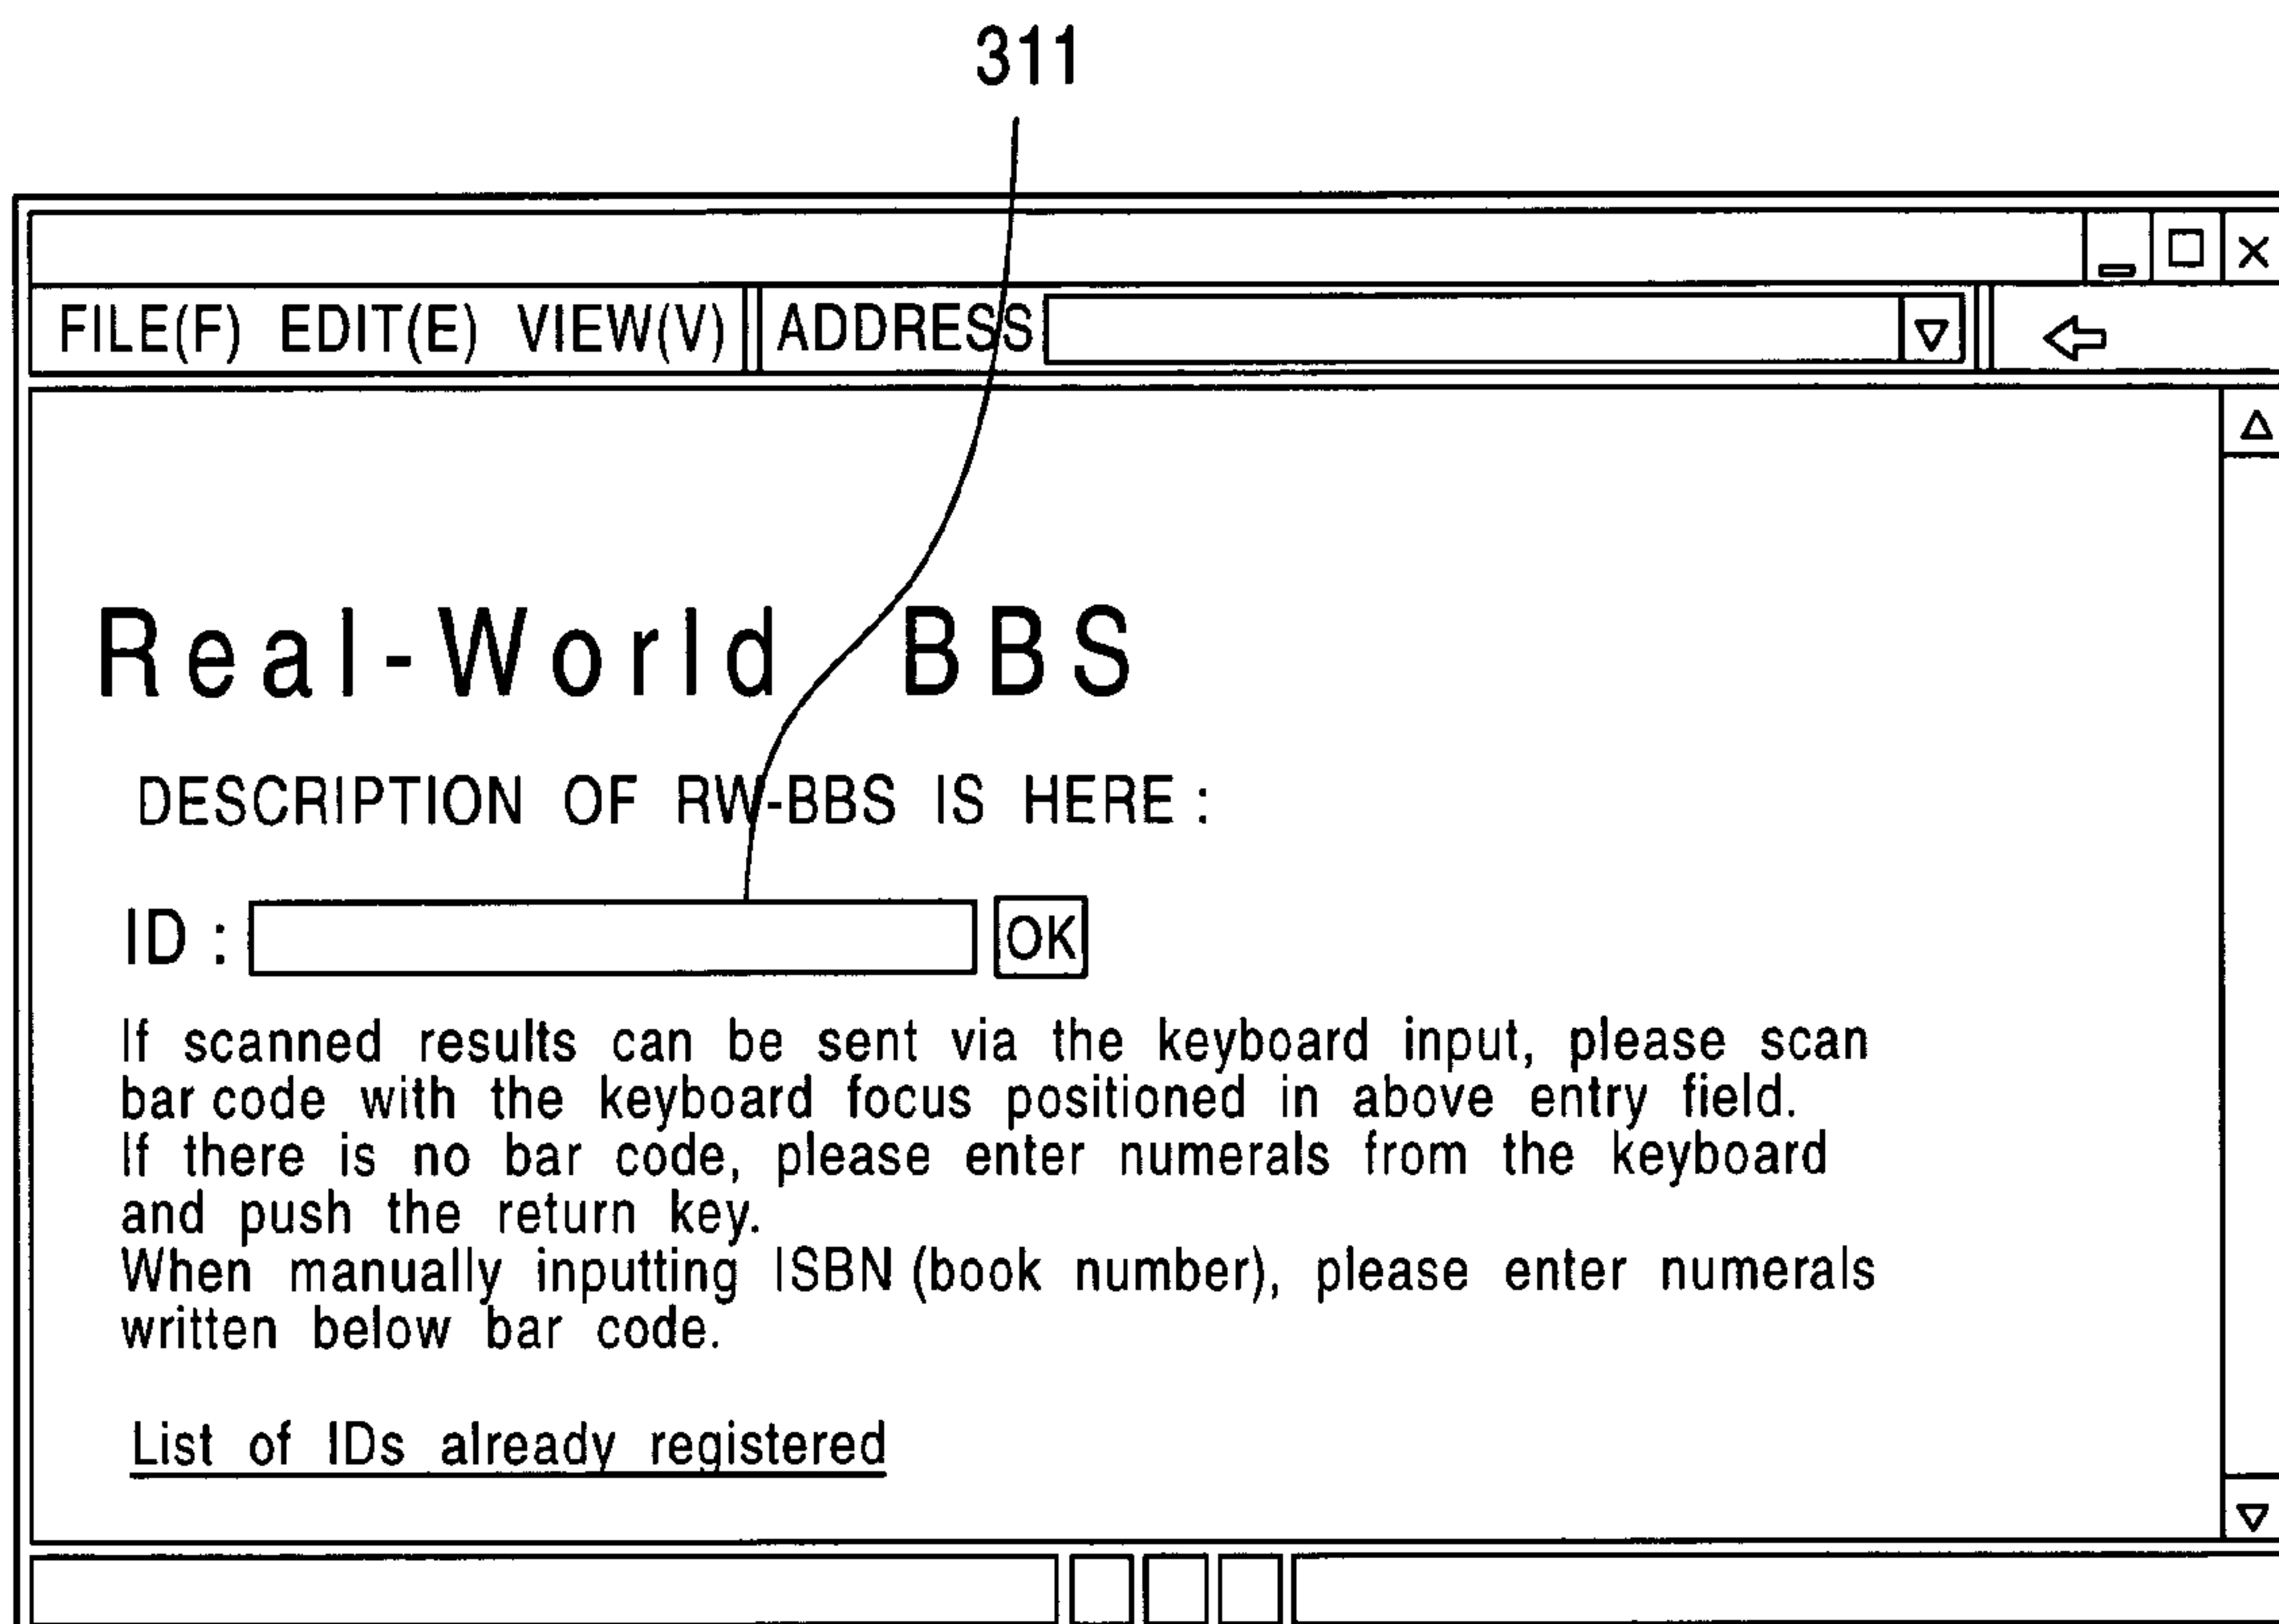 311
FILE(F) EDIT(E) VIEW(V) ADDRESS
Real-World BBS
DESCRIPTION OF RW-BBS IS HERE :
ID : OK
If scanned results can be sent via the keyboard input, please scan
bar code with the keyboard focus positioned in above entry field.
If there is no bar code, please enter numerals from the keyboard
and push the return key.
When manually inputting ISBN (book number), please enter numerals
written below bar code.
List of IDs already registered